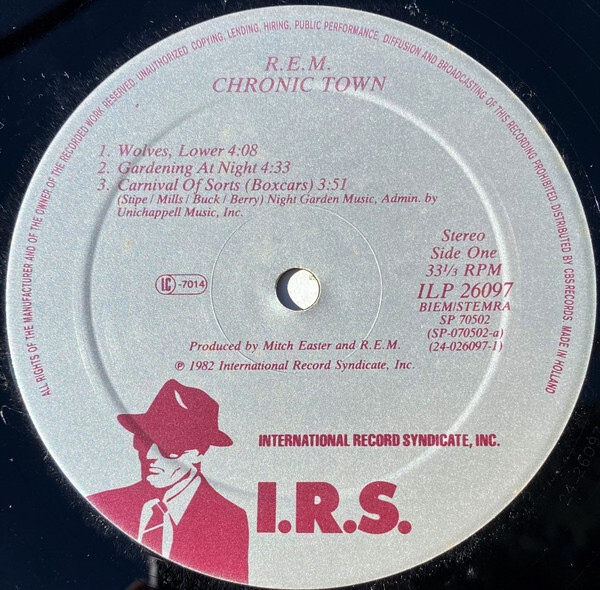 ALL RIGHTS OF THE MANUFACTURER AND OF THE OWNER OF THE RECORDED WORK RESERVED. UNAUTHORIZED COPYING, LENDING, HIRING, PUBLIC PERFORMANCE, DIFFUSION AND BROADCASTING OF THIS RECORDING PROHIBITED. DISTRIBUTED BY CBS RECORDS MADE IN HOLLAND
R.E.M.
CHRONIC TOWN
1. Wolves, Lower 4:08
2. Gardening At Night 4:33
3. Carnival Of Sorts (Boxcars) 3:51
(Stipe / Mills / Buck / Berry) Night Garden Music, Admin. by
Unichappell Music, Inc.
Stereo
Side One
33⅓ RPM
LC -7014
ILP 26097
BIEM/STEMRA
SP 70502
(SP-070502-a)
(24-026097-1)
Produced by Mitch Easter and R.E.M.
℗ 1982 International Record Syndicate, Inc.
INTERNATIONAL RECORD SYNDICATE, INC.
I.R.S.